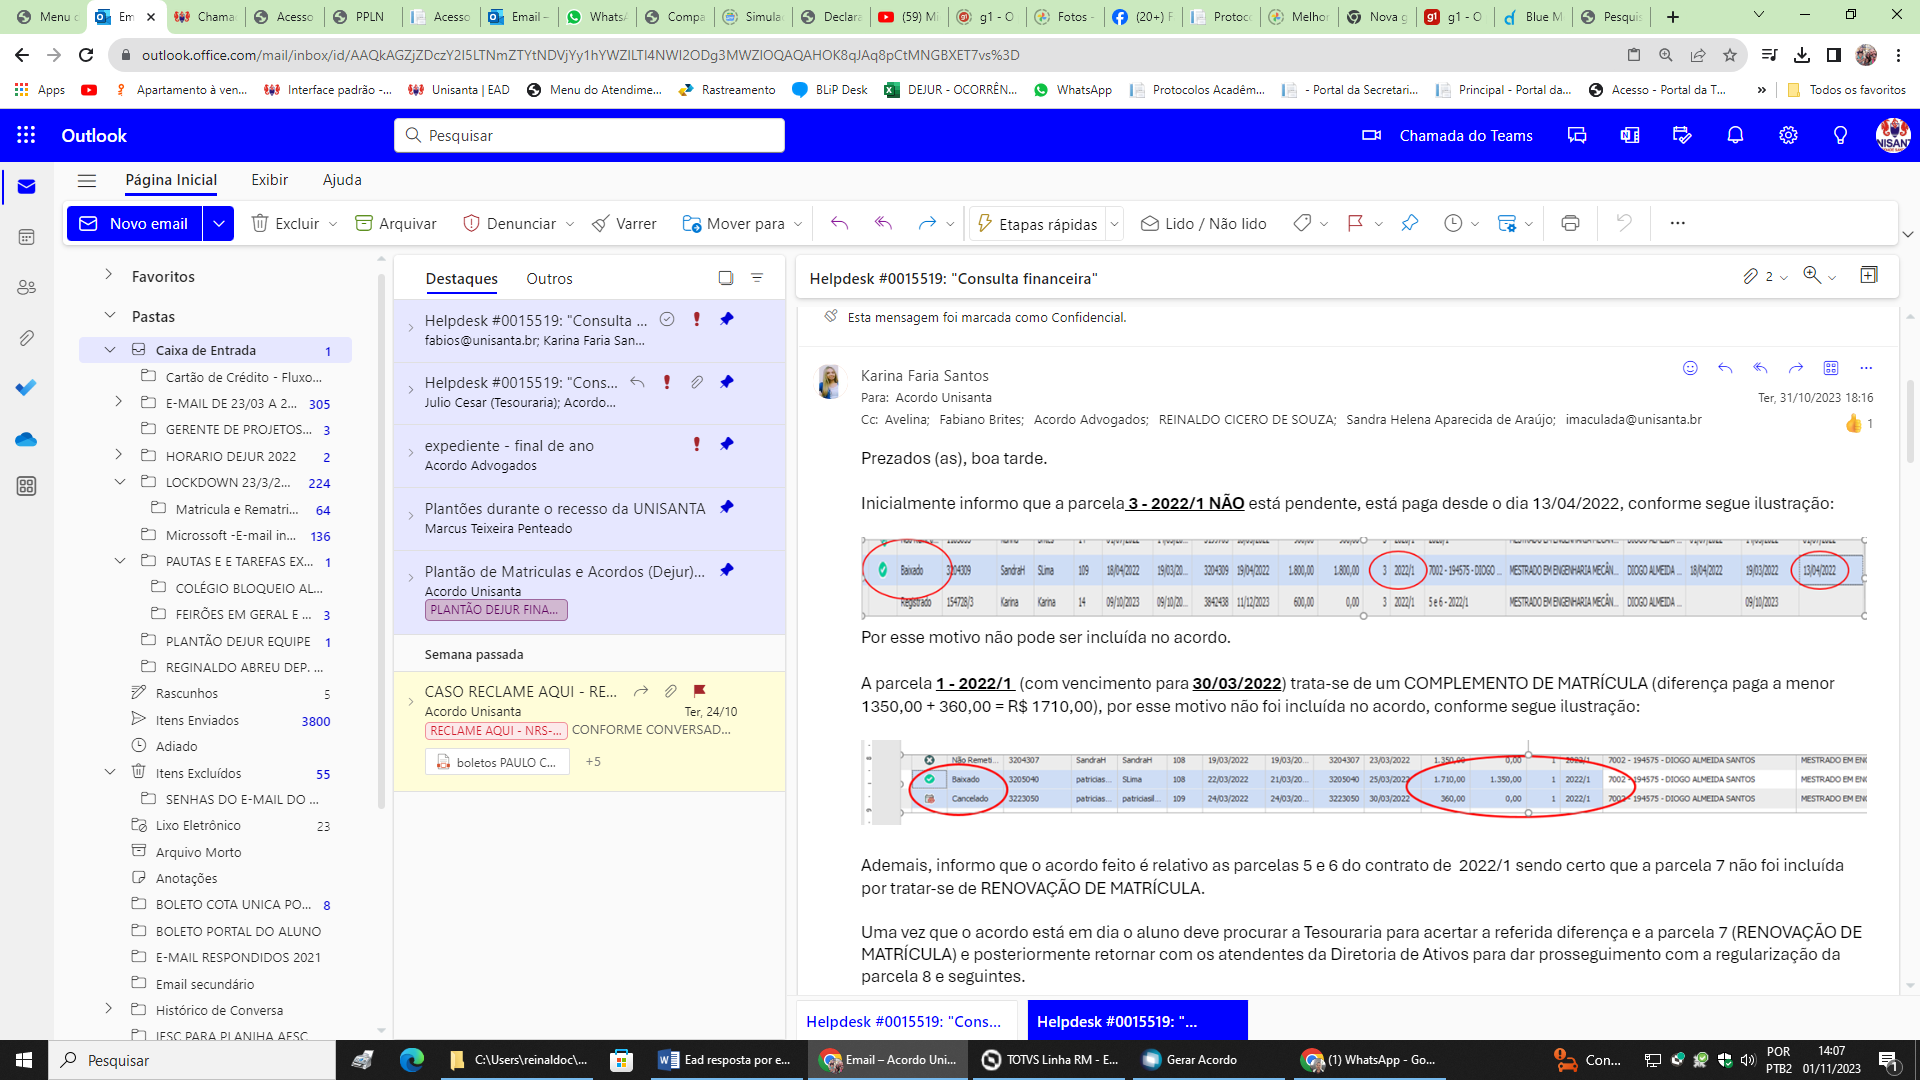 Menu d
Em
Chama
Acesso
PPLN
Acesso
Email –
WhatsA
Compa
Simula
Declara
(59) Mi
g1 - O
Fotos -
(20+) F
Protoco
Melhor
Nova g
g1 - O
Blue M
Pesquis
outlook.office.com/mail/inbox/id/AAQkAGZjZDczY2I5LTNmZTYtNDVjYy1hYWZlLTI4NWI2ODg3MWZlOQAQAHOK8qJAq8pCtMNGBXET7vs%3D
Apps
Apartamento à ven...
Interface padrão -...
Unisanta | EAD
Menu do Atendime...
Rastreamento
BLiP Desk
DEJUR - OCORRÊN...
WhatsApp
Protocolos Acadêm...
- Portal da Secretari...
Principal - Portal da...
Acesso - Portal da T...
»
Todos os favoritos
Outlook
Pesquisar
Chamada do Teams
Página Inicial
Exibir
Ajuda
Novo email
Excluir
Arquivar
Denunciar
Varrer
Mover para
Etapas rápidas
Lido / Não lido
Favoritos
Pastas
Caixa de Entrada 1
Cartão de Crédito - Fluxo...
E-MAIL DE 23/03 A 2... 305
GERENTE DE PROJETOS... 3
HORARIO DEJUR 2022 2
LOCKDOWN 23/3/2... 224
Matricula e Rematri... 64
Microssoft -E-mail in... 136
PAUTAS E E TAREFAS EX... 1
COLÉGIO BLOQUEIO AL...
FEIRÕES EM GERAL E ... 3
PLANTÃO DEJUR EQUIPE 1
REGINALDO ABREU DEP. ...
Rascunhos 5
Itens Enviados 3800
Adiado
Itens Excluídos 55
SENHAS DO E-MAIL DO ...
Lixo Eletrônico 23
Arquivo Morto
Anotações
BOLETO COTA UNICA PO... 8
BOLETO PORTAL DO ALUNO
E-MAIL RESPONDIDOS 2021
Email secundário
Histórico de Conversa
IESC PARA PLANIHA AESC
Destaques
Outros
Helpdesk #0015519: "Consulta ...
fabios@unisanta.br; Karina Faria San...
Helpdesk #0015519: "Cons...
Julio Cesar (Tesouraria); Acordo...
expediente - final de ano
Acordo Advogados
Plantões durante o recesso da UNISANTA
Marcus Teixeira Penteado
Plantão de Matriculas e Acordos (Dejur)...
Acordo Unisanta
PLANTÃO DEJUR FINA...
Semana passada
CASO RECLAME AQUI - RE...
Acordo Unisanta Ter, 24/10
RECLAME AQUI - NRS-... CONFORME CONVERSAD...
boletos PAULO C... +5
Helpdesk #0015519: "Consulta financeira"
2
Esta mensagem foi marcada como Confidencial.
Karina Faria Santos
Para: Acordo Unisanta
Ter, 31/10/2023 18:16
Cc: Avelina; Fabiano Brites; Acordo Advogados; REINALDO CICERO DE SOUZA; Sandra Helena Aparecida de Araújo; imaculada@unisanta.br
1
Prezados (as), boa tarde.
Inicialmente informo que a parcela 3 - 2022/1 NÃO está pendente, está paga desde o dia 13/04/2022, conforme segue ilustração:
Baixado 3204309 SandraH SLima 109 18/04/2022 19/03/20... 3204309 19/04/2022 1.800,00 1.800,00 3 2022/1 7002 - 194575 - DIOGO ... MESTRADO EM ENGENHARIA MECÂN... DIOGO ALMEIDA ... 18/04/2022 19/03/2022 13/04/2022
Registrado 154728/3 Karina Karina 14 09/10/2023 09/10/20... 3842438 11/12/2023 600,00 0,00 3 2022/1 5 e 6 - 2022/1 MESTRADO EM ENGENHARIA MECÂN... DIOGO ALMEIDA ... 09/10/2023
Por esse motivo não pode ser incluída no acordo.
A parcela 1 - 2022/1 (com vencimento para 30/03/2022) trata-se de um COMPLEMENTO DE MATRÍCULA (diferença paga a menor
1350,00 + 360,00 = R$ 1710,00), por esse motivo não foi incluída no acordo, conforme segue ilustração:
Não Remeti... 3204307 SandraH SandraH 108 19/03/2022 19/03/20... 3204307 19/03/2022 1.350,00 0,00 1 2022/1 7002 - 194575 - DIOGO ALMEIDA SANTOS MESTRADO EM ENG
Baixado 3205040 patricias... SLima 108 22/03/2022 21/03/20... 3205040 25/03/2022 1.710,00 1.350,00 1 2022/1 7002 - 194575 - DIOGO ALMEIDA SANTOS MESTRADO EM ENG
Cancelado 3223050 patricias... patriciasil... 109 24/03/2022 24/03/20... 3223050 30/03/2022 360,00 0,00 1 2022/1 7002 - 194575 - DIOGO ALMEIDA SANTOS MESTRADO EM ENG
Ademais, informo que o acordo feito é relativo as parcelas 5 e 6 do contrato de 2022/1 sendo certo que a parcela 7 não foi incluída
por tratar-se de RENOVAÇÃO DE MATRÍCULA.
Uma vez que o acordo está em dia o aluno deve procurar a Tesouraria para acertar a referida diferença e a parcela 7 (RENOVAÇÃO DE
MATRÍCULA) e posteriormente retornar com os atendentes da Diretoria de Ativos para dar prosseguimento com a regularização da
parcela 8 e seguintes.
Helpdesk #0015519: "Cons...
Helpdesk #0015519: "...
Pesquisar
C:\Users\reinaldoc\...
Ead resposta por e...
Email – Acordo Uni...
TOTVS Linha RM - E...
Gerar Acordo
(1) WhatsApp - Go...
Con...
POR
PTB2
14:07
01/11/2023
1